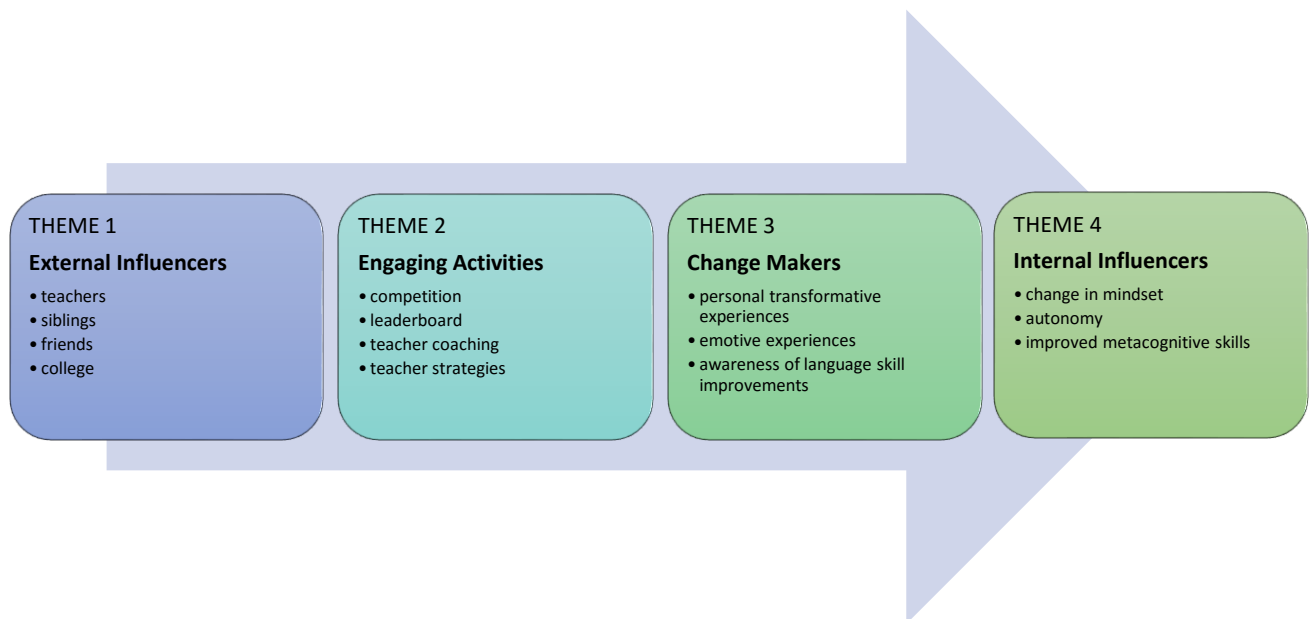 THEME 1
External Influencers
• teachers
• siblings
• friends
• college
THEME 2
Engaging Activities
• competition
• leaderboard
• teacher coaching
• teacher strategies
THEME 3
Change Makers
• personal transformative
experiences
• emotive experiences
• awareness of language skill
improvements
THEME 4
Internal Influencers
• change in mindset
• autonomy
• improved metacognitive skills